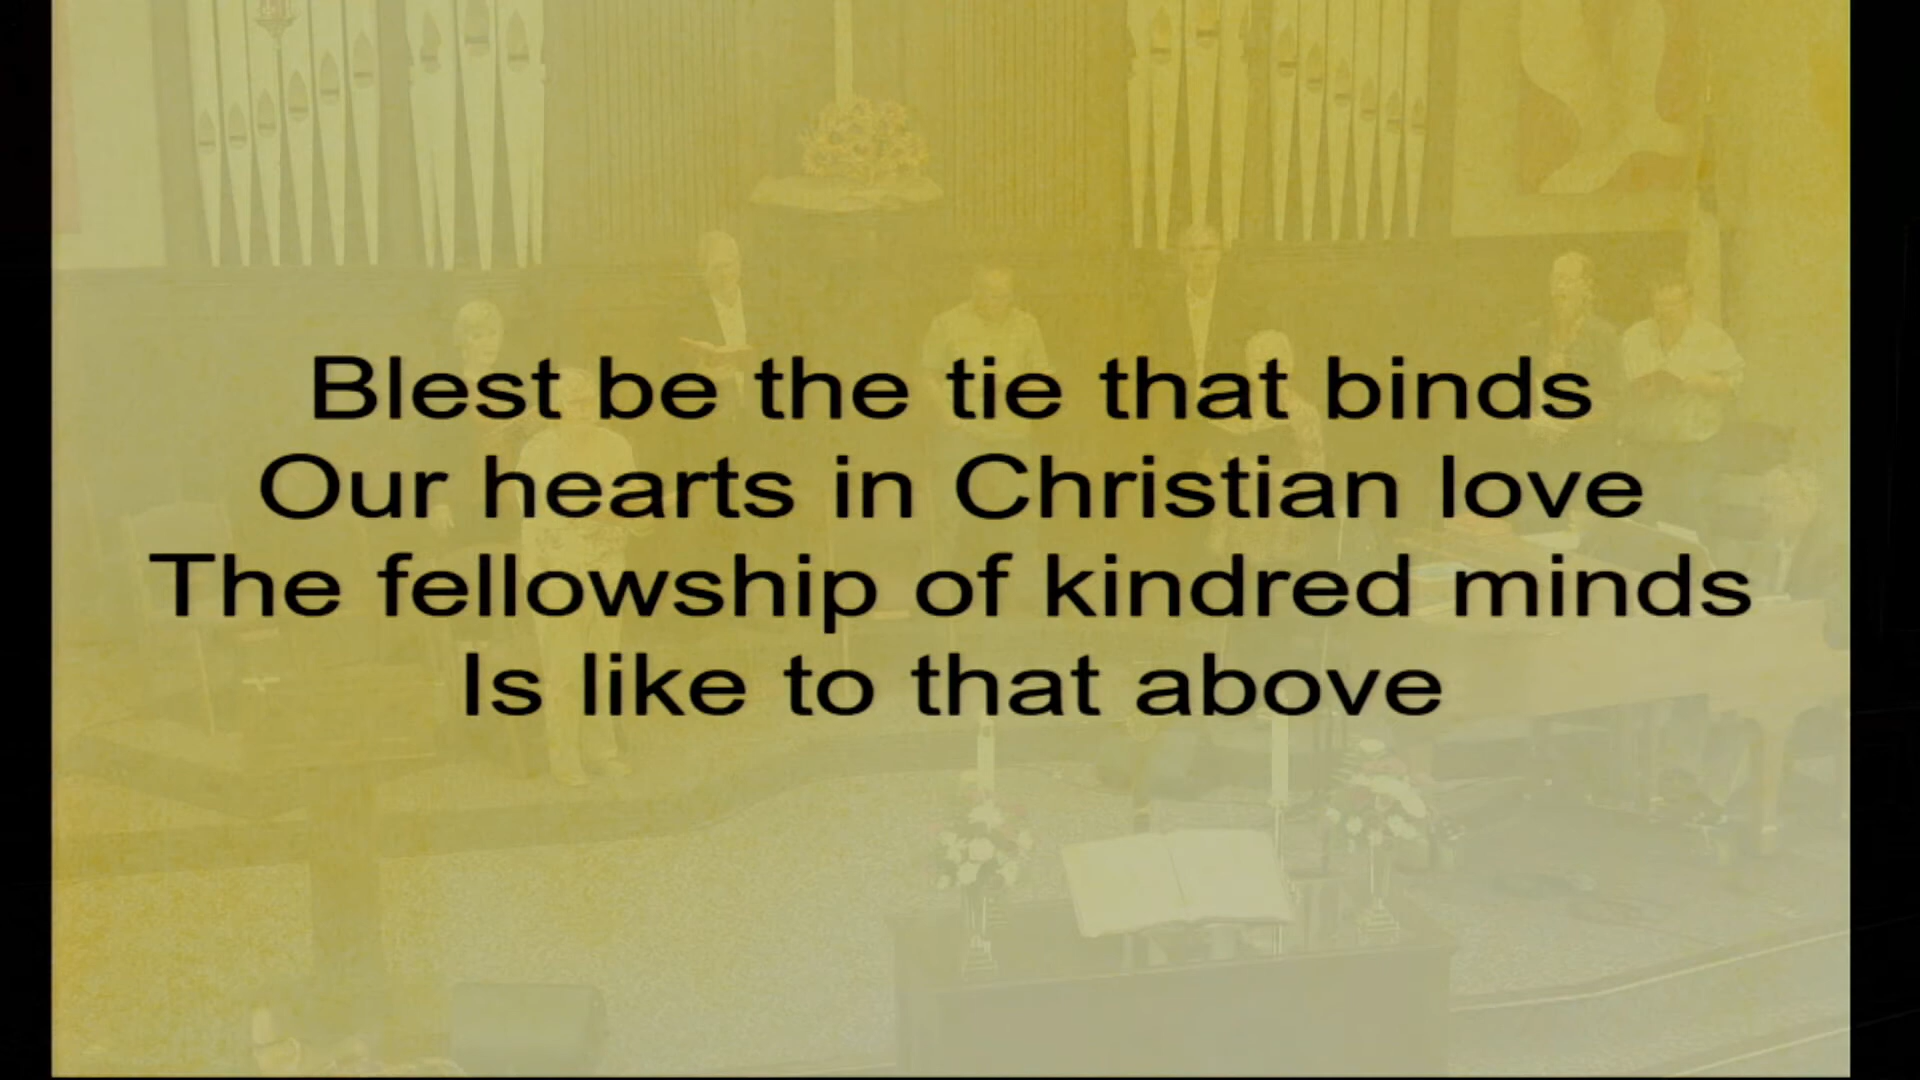 Blest be the tie that binds
Our hearts in Christian love
The fellowship of kindred minds
Is like to that above